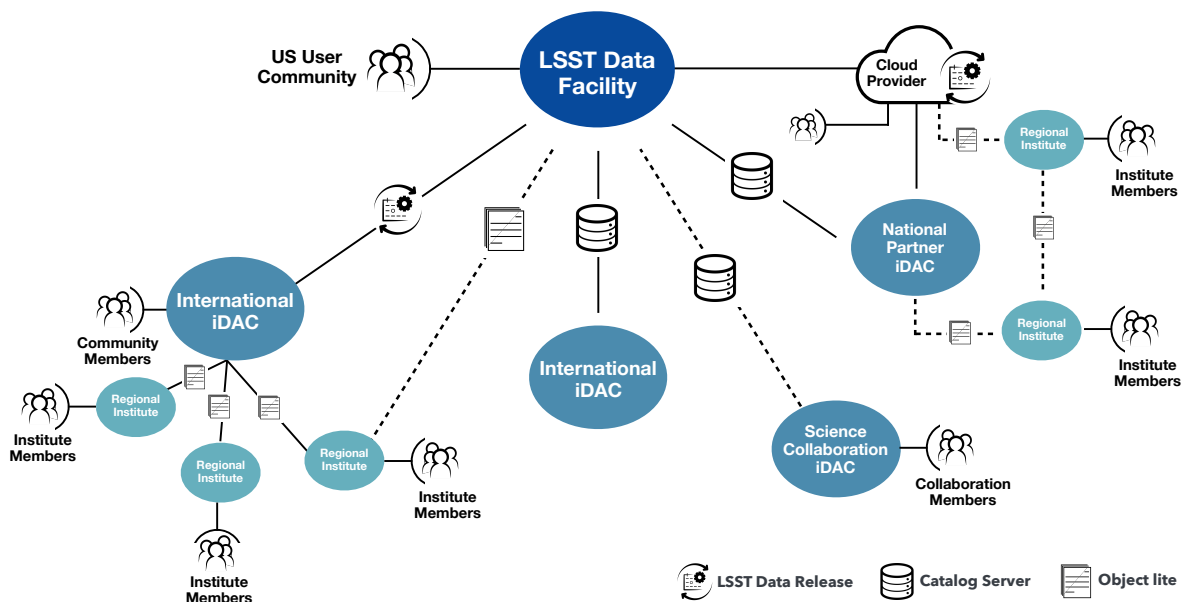 US User
Community
LSST Data
Facility
Cloud
Provider
Regional
Institute
Institute
Members
National
Partner
iDAC
International
iDAC
Community
Members
Regional
Institute
Institute
Members
International
iDAC
Regional
Institute
Institute
Members
Regional
Institute
Institute
Members
Regional
Institute
Institute
Members
Science
Collaboration
iDAC
Collaboration
Members
LSST Data Release
Catalog Server
Object lite